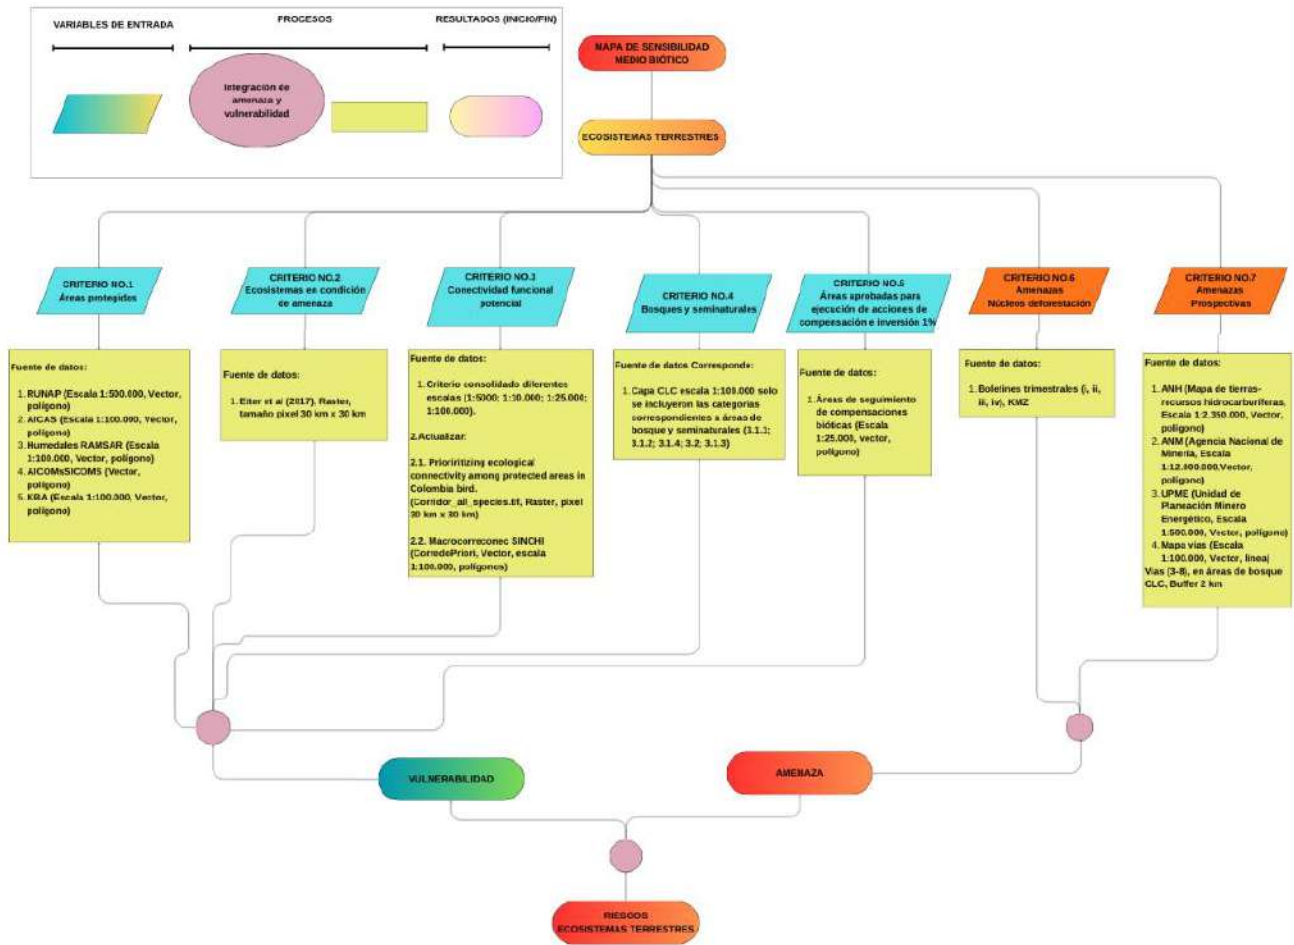 VARIABLES DE ENTRADA
PROCESOS
RESULTADOS (INICIO/FIN)
Integración de
amenaza y
vulnerabilidad
MAPA DE SENSIBILIDAD
MEDIO BIÓTICO
ECOSISTEMAS TERRESTRES
CRITERIO NO.1
Áreas protegidos
CRITERIO NO.2
Ecosistemas en condición
de amenaza
CRITERIO NO.3
Conectividad funcional
potencial
CRITERIO NO.4
Bosques y seminaturales
CRITERIO NO.5
Áreas aprobadas para
ejecución de acciones de
compensación e inversión 1%
CRITERIO NO.6
Amenazas
Núcleos deforestación
CRITERIO NO.7
Amenazas
Prospectivas
Fuente de datos:
1. RUNAP (Escala 1:500.000, Vector,
polígono)
2. AICAS (Escala 1:100.000, Vector,
polígono)
3. Humedales RAMSAR (Escala
1:100.000, Vector, polígono)
4. AICOMsSICOMS (Vector,
polígono)
5. KBA (Escala 1:100.000, Vector,
polígono)
Fuente de datos:
1. Etter et al (2017). Raster,
tamaño pixel 30 km x 30 km
Fuente de datos:
1. Criterio consolidado diferentes
escalas (1:5000; 1:10.000; 1:25.000;
1:100.000).
2.Actualizar:
2.1. Prioriritizing ecological
connectivity among protected areas in
Colombia bird.
(Corridor_all_species.tif, Raster, pixel
30 km x 30 km)
2.2. Macrocorreconec SINCHI
(CorredePriori, Vector, escala
1:100.000, polígonos)
Fuente de datos Corresponde:
1. Capa CLC escala 1:100.000 solo
se incluyeron las categorías
correspondientes a áreas de
bosque y seminaturales (3.1.1;
3.1.2; 3.1.4; 3.2; 3.1.3)
Fuente de datos:
1. Áreas de seguimiento
de compensaciones
bióticas (Escala
1:25.000, vector,
polígono)
Fuente de datos:
1. Boletines trimestrales (i, ii,
iii, iv), KMZ
Fuente de datos:
1. ANH (Mapa de tierras-
recursos hidrocarburíferas,
Escala 1:2.350.000, Vector,
polígono)
2. ANM (Agencia Nacional de
Minería, Escala
1:12.000.000,Vector,
polígono)
3. UPME (Unidad de
Planeación Minero
Energético, Escala
1:500.000, Vector, polígono)
4. Mapa vías (Escala
1:100.000, Vector, línea)
Vías (3-8), en áreas de bosque
CLC, Buffer 2 km
VULNERABILIDAD
AMENAZA
RIESGOS
ECOSISTEMAS TERRESTRES